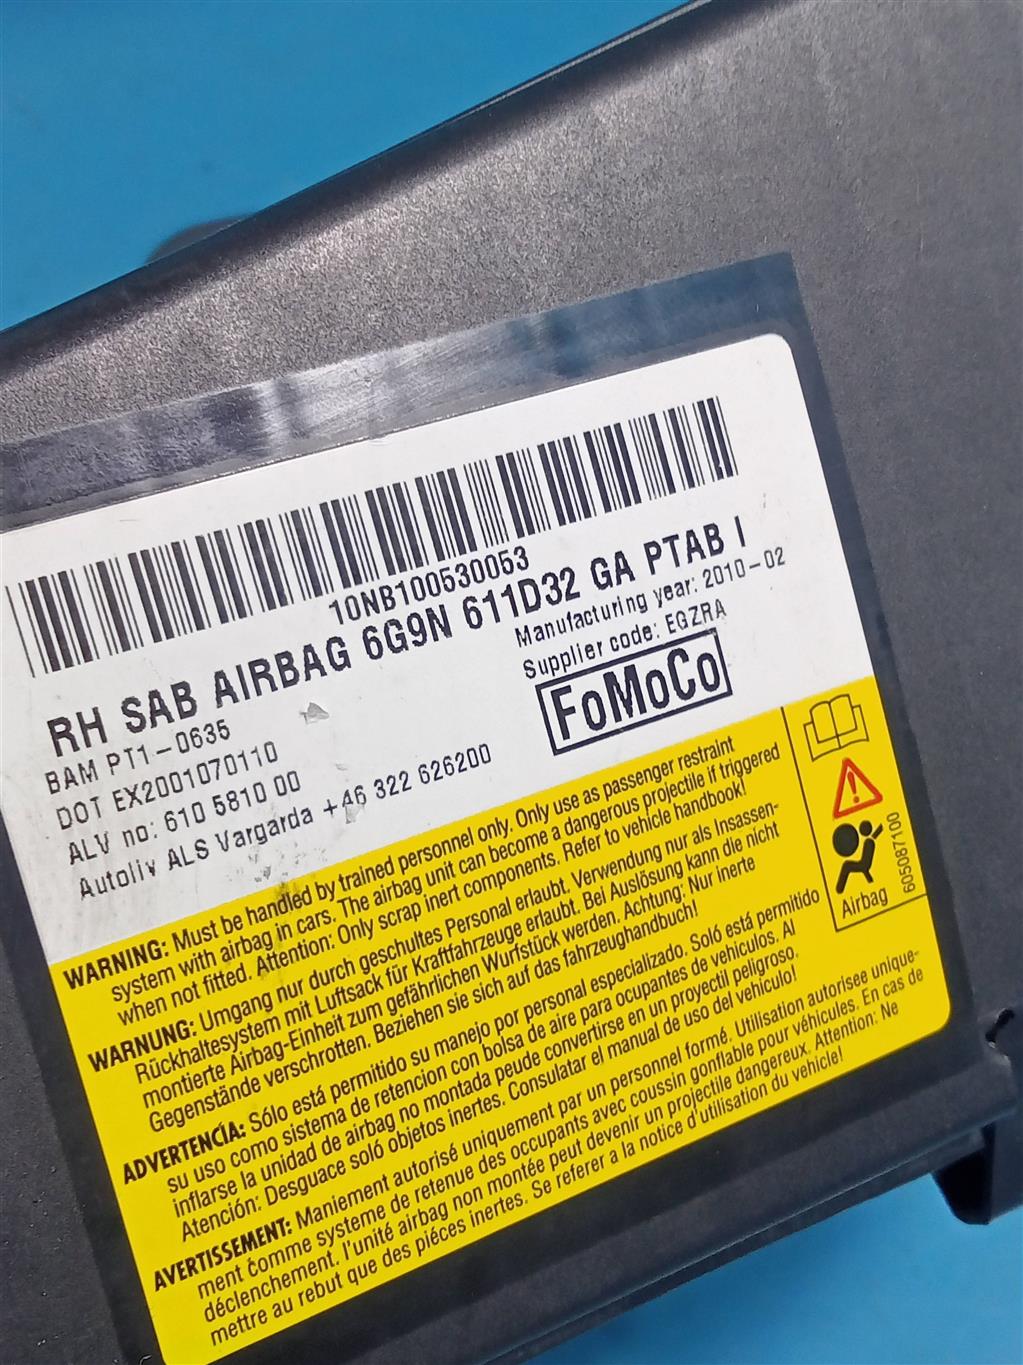 10NB100530053
RH SAB AIRBAG 6G9N 611D32 GA PTAB I
BAM PT1-0635
DOT EX2001070110
ALV no: 610 5810 00
Autoliv ALS Vargarda +46 322 626200
Manufacturing year: 2010-02
Supplier code: EGZRA
FoMoCo
WARNING: Must be handled by trained personnel only. Only use as passenger restraint
system with airbag in cars. The airbag unit can become a dangerous projectile if triggered
when not fitted. Attention: Only scrap inert components. Refer to vehicle handbook!
WARNUNG: Umgang nur durch geschultes Personal erlaubt. Verwendung nur als Insassen-
Rückhaltesystem mit Luftsack für Kraftfahrzeuge erlaubt. Bei Auslösung kann die nicht
montierte Airbag-Einheit zum gefährlichen Wurfstück werden. Achtung: Nur inerte
Gegenstände verschrotten. Beziehen sie sich auf das fahrzeughandbuch!
ADVERTENCÍA: Sólo está permitido su manejo por personal especializado. Soló está permitido
su uso como sistema de retencion con bolsa de aire para ocupantes de vehículos. Al
inflarse la unidad de airbag no montada peude convertirse en un proyectil peligroso.
Atención: Desguace soló objetos inertes. Consulatar el manual de uso del vehículo!
AVERTISSEMENT: Maniement autorisé uniquement par un personnel formé. Utilisation autorisee unique-
ment comme systeme de retenue des occupants avec coussin gonflable pour véhicules. En cas de
déclenchement, l'unité airbag non montée peut devenir un projectile dangereux. Attention: Ne
mettre au rebut que des piéces inertes. Se referer a la notice d'utilisation du vehicle!
Airbag
605087100